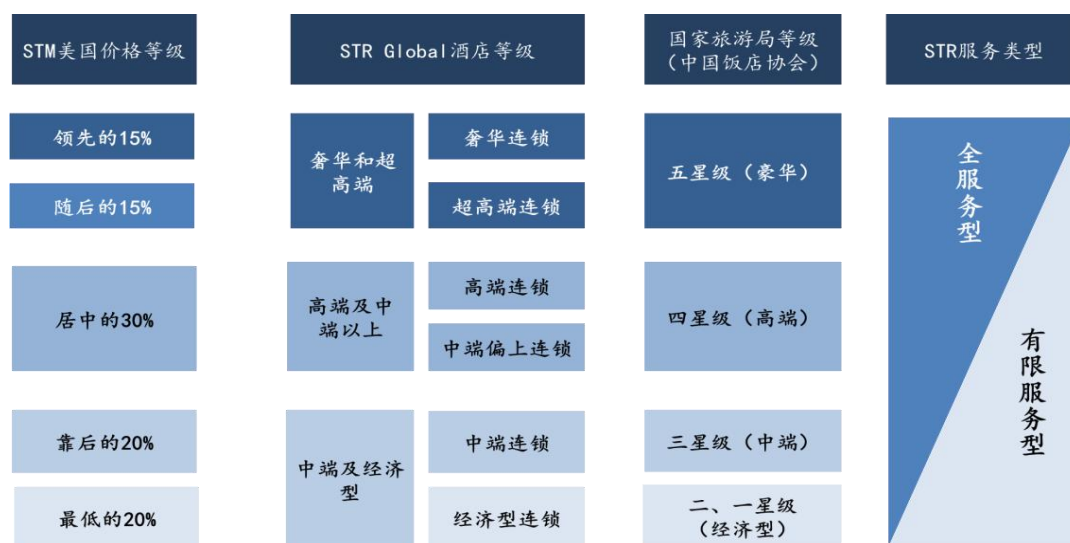 STM美国价格等级
STR Global酒店等级
国家旅游局等级
（中国饭店协会）
STR服务类型
领先的15%
随后的15%
居中的30%
靠后的20%
最低的20%
奢华和超
高端
高端及中
端以上
中端及经济
型
奢华连锁
超高端连锁
高端连锁
中端偏上连锁
中端连锁
经济型连锁
五星级（豪华）
四星级（高端）
三星级（中端）
二、一星级
（经济型）
全服务型
有限服务型